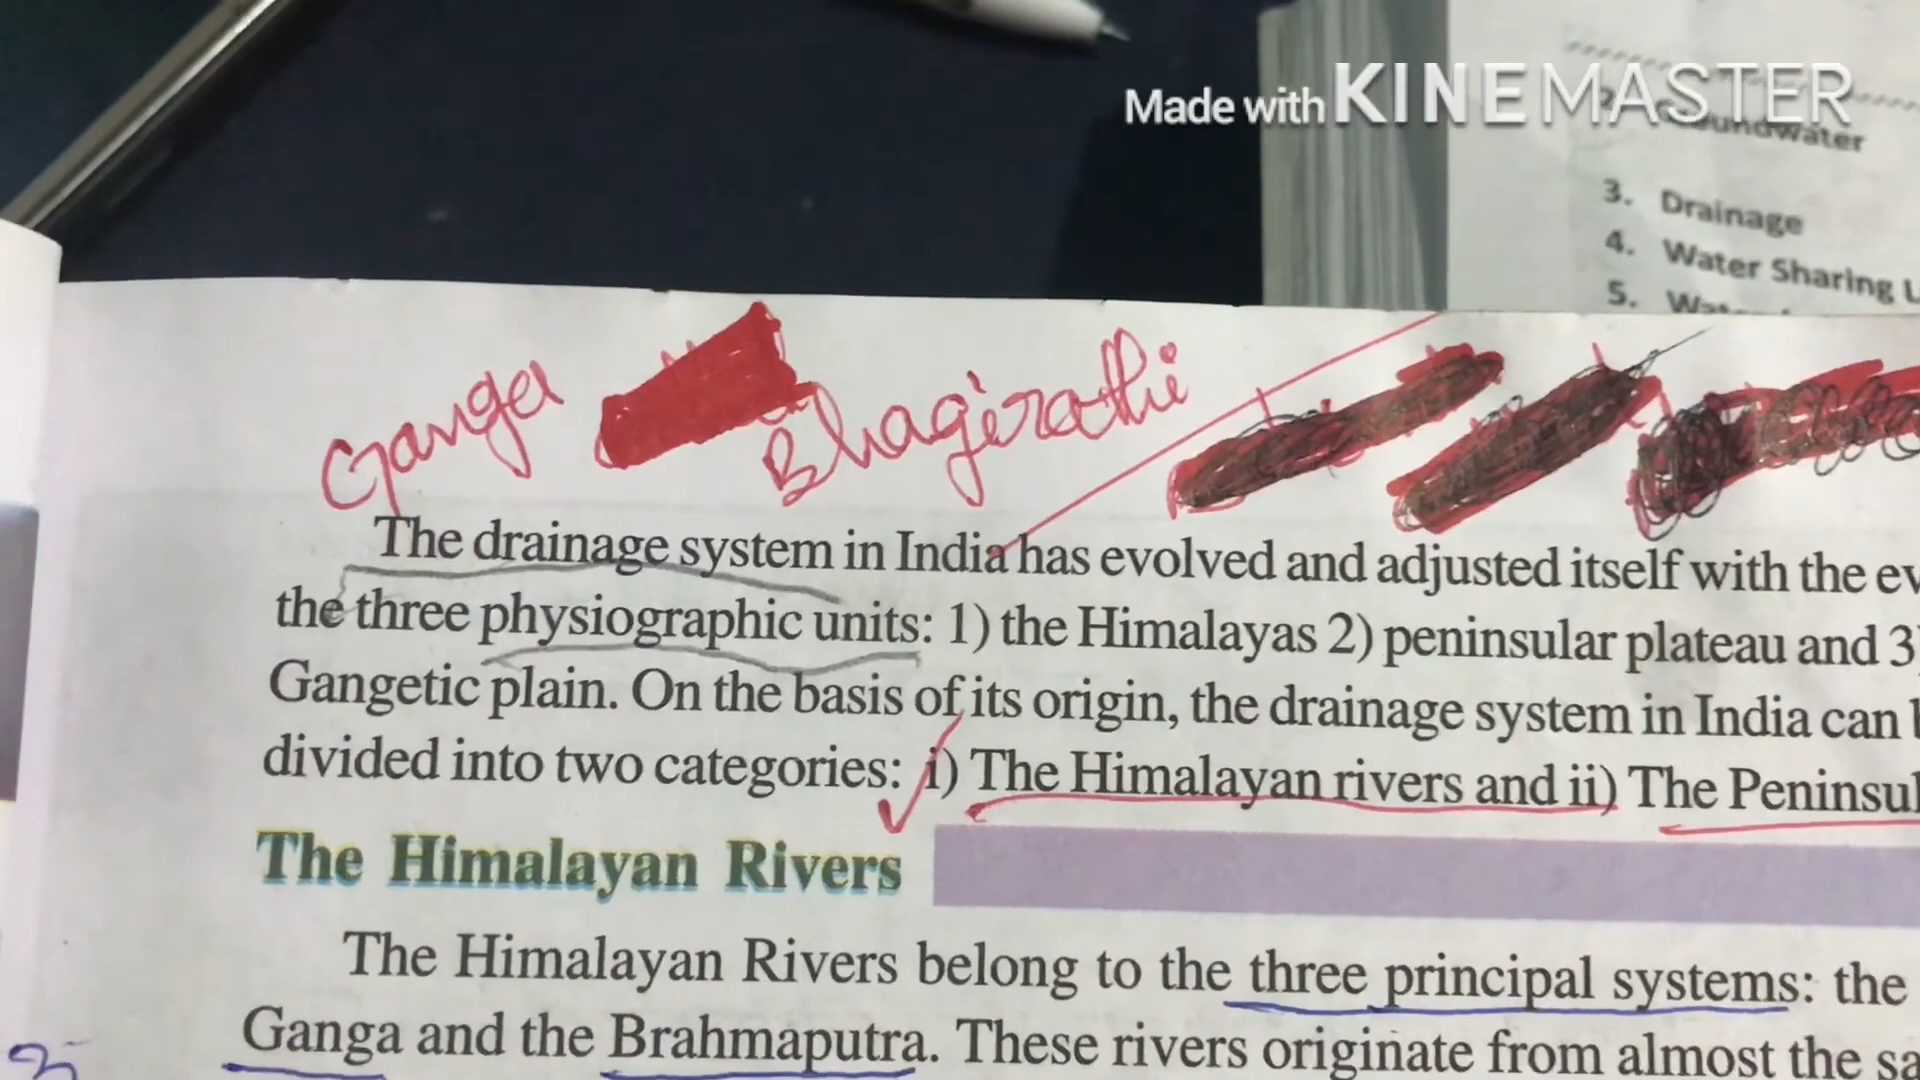 Made with KINEMASTER
Groundwater
3. Drainage
4. Water Sharing
5.
Ganga Bhagirathi
The drainage system in India has evolved and adjusted itself with the
the three physiographic units: 1) the Himalayas 2) peninsular plateau and 3
Gangetic plain. On the basis of its origin, the drainage system in India can
divided into two categories: i) The Himalayan rivers and ii) The
The Himalayan Rivers
The Himalayan Rivers belong to the three principal systems: the
Ganga and the Brahmaputra. These rivers originate from almost the